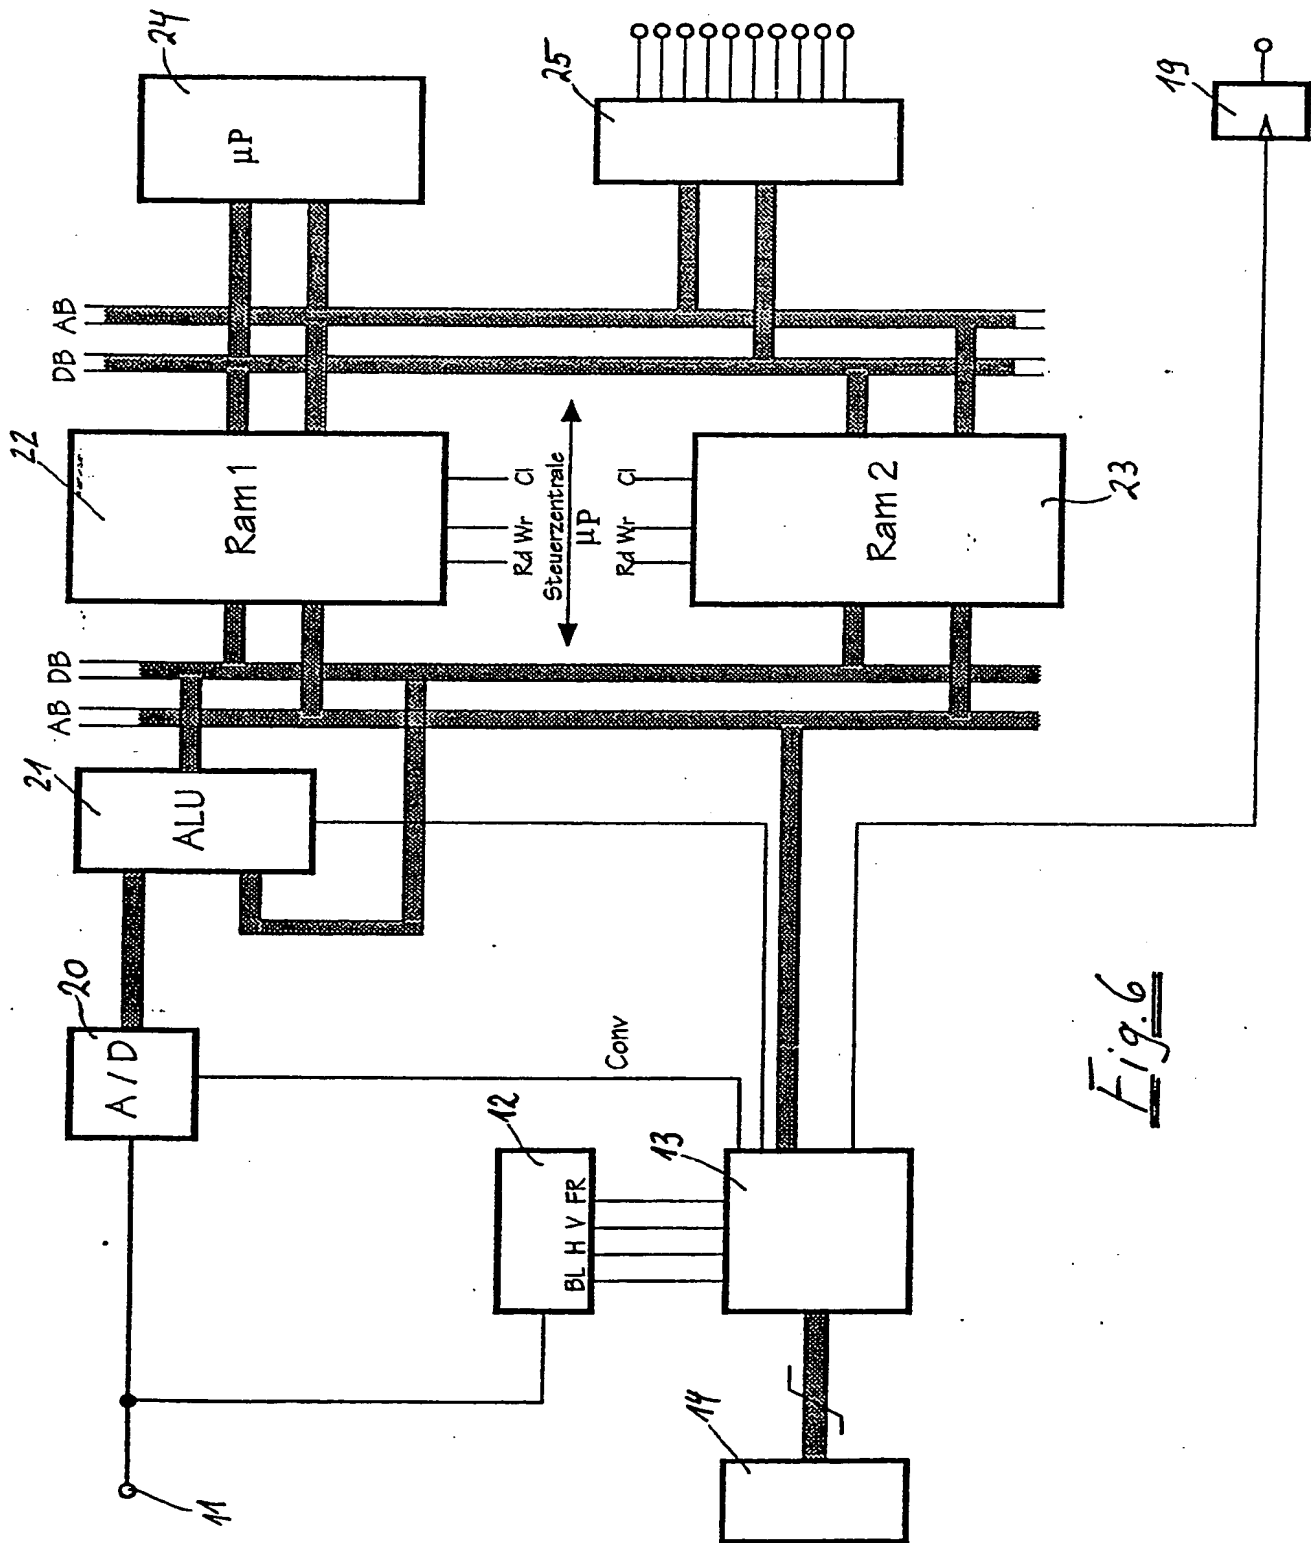 24
µP
25
19
AB
DB
22
Ram 1
Rd Wr Cl
Steuerzentrale
µP
Rd Wr Cl
Ram 2
23
AB DB
21
ALU
20
A / D
Conv
12
BL H V FR
13
14
11
Fig. 6